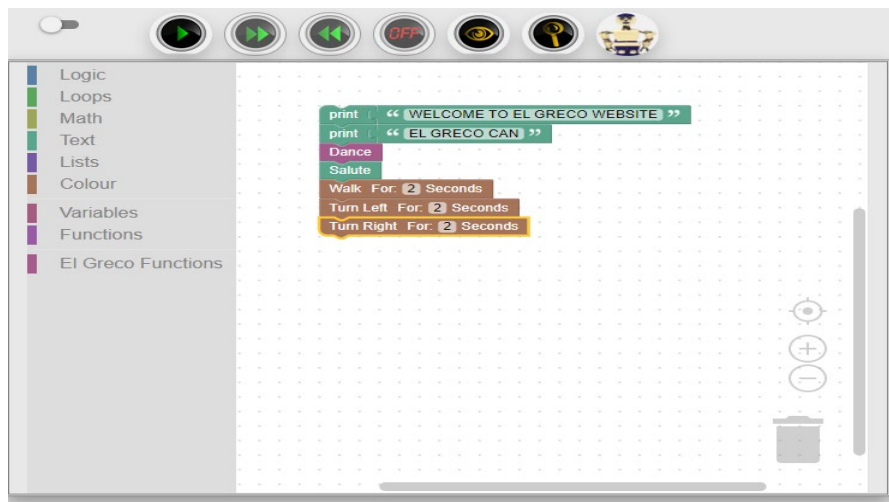 OFF
Logic
Loops
Math
Text
Lists
Colour
Variables
Functions
El Greco Functions
print “ WELCOME TO EL GRECO WEBSITE ”
print “ EL GRECO CAN ”
Dance
Salute
Walk For: 2 Seconds
Turn Left For: 2 Seconds
Turn Right For: 2 Seconds